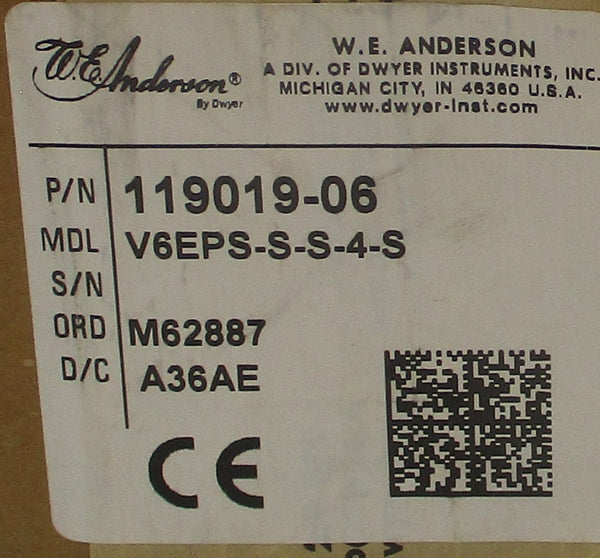 W.E. Anderson®
By Dwyer
W.E. ANDERSON
A DIV. OF DWYER INSTRUMENTS, INC.
MICHIGAN CITY, IN 46360 U.S.A.
www.dwyer-inst.com
P/N 119019-06
MDL V6EPS-S-S-4-S
S/N
ORD M62887
D/C A36AE
CE